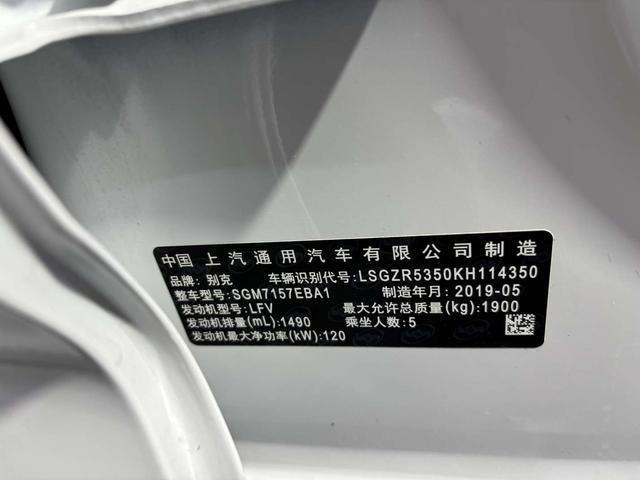 中国 上汽通用汽车有限公司制造
品牌: 别克 车辆识别代号: LSGZR5350KH114350
整车型号: SGM7157EBA1 制造年月: 2019-05
发动机型号: LFV 最大允许总质量(kg): 1900
发动机排量(mL): 1490 乘坐人数: 5
发动机最大净功率(kW): 120